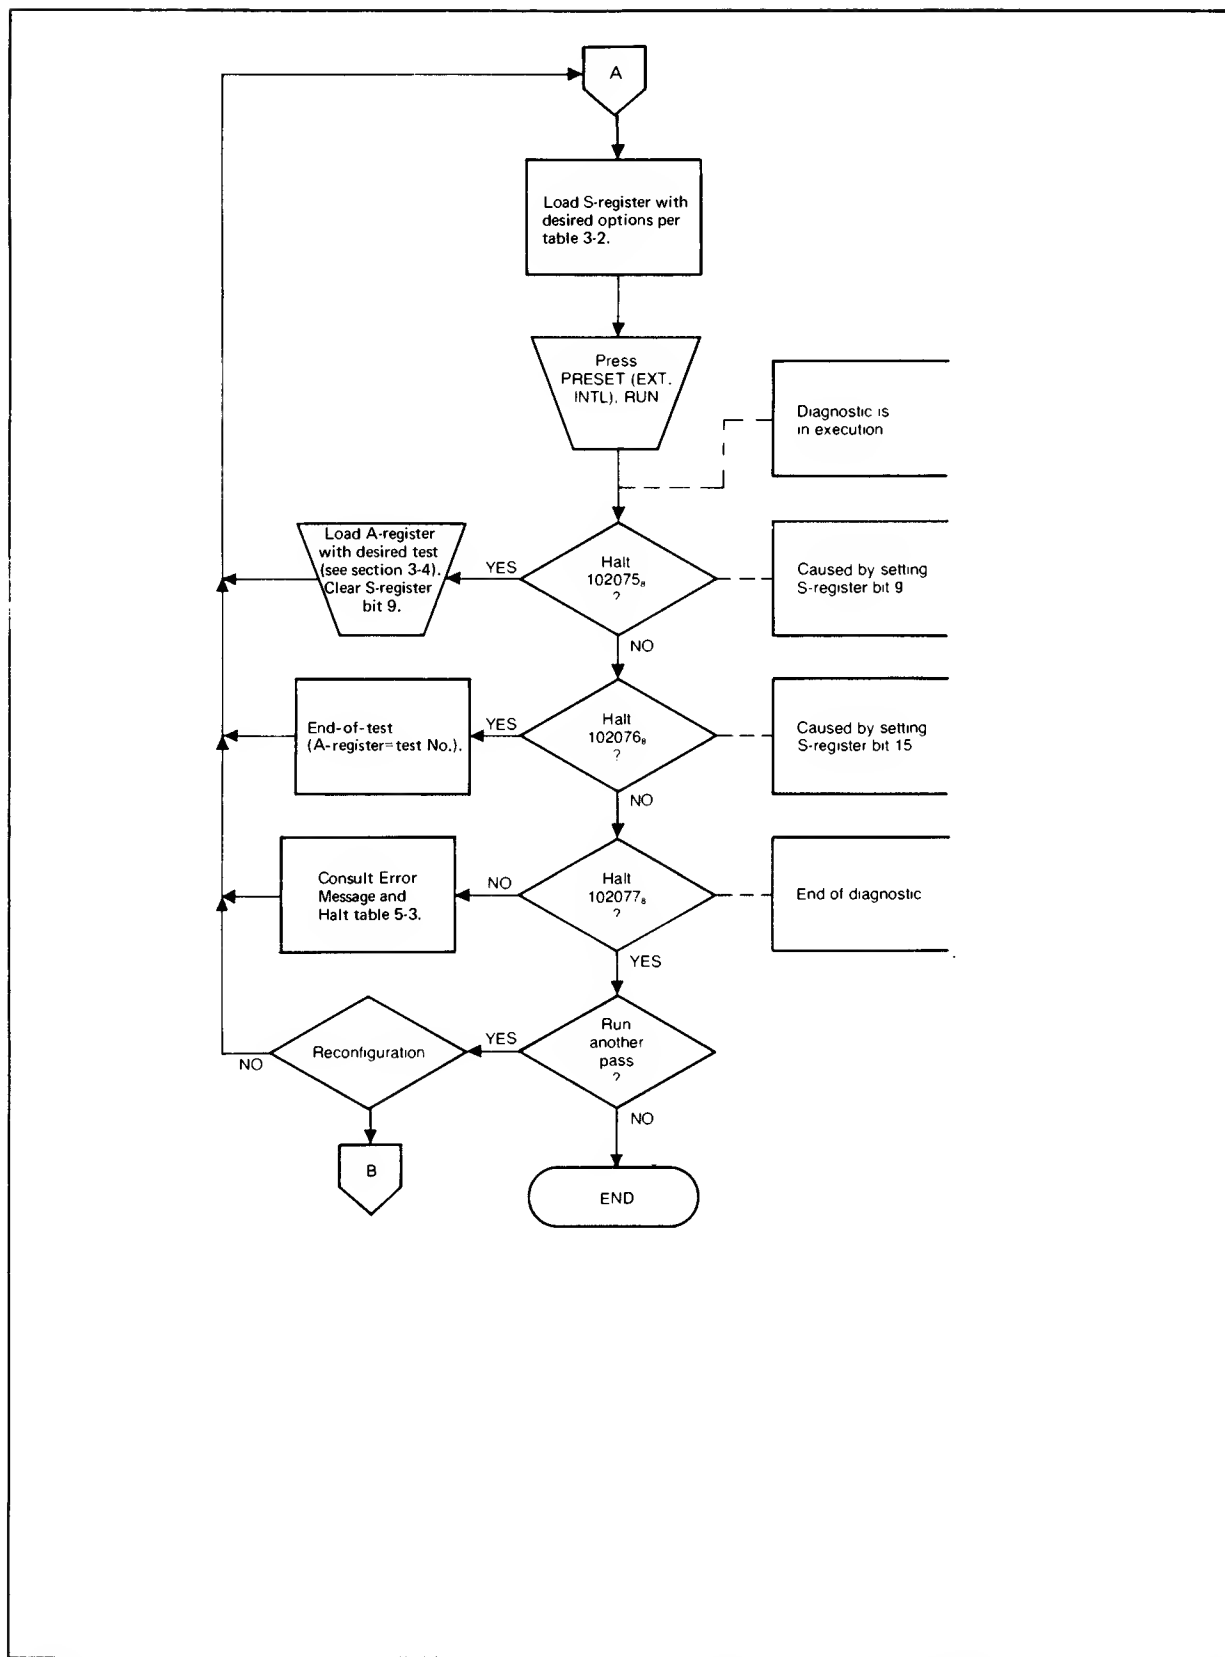 A
Load S-register with
desired options per
table 3-2.
Press
PRESET (EXT.
INTL), RUN
Diagnostic is
in execution
Load A-register
with desired test
(see section 3-4).
Clear S-register
bit 9.
YES
Halt
102075₈
?
Caused by setting
S-register bit 9
NO
End-of-test
(A-register=test No.).
YES
Halt
102076₈
?
Caused by setting
S-register bit 15
NO
Consult Error
Message and
Halt table 5-3.
NO
Halt
102077₈
?
End of diagnostic
YES
Reconfiguration
NO
YES
Run
another
pass
?
NO
B
END